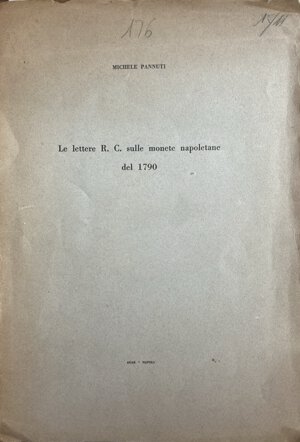 176
MICHELE PANNUTI
Le lettere R. C. sulle monete napoletane
del 1790